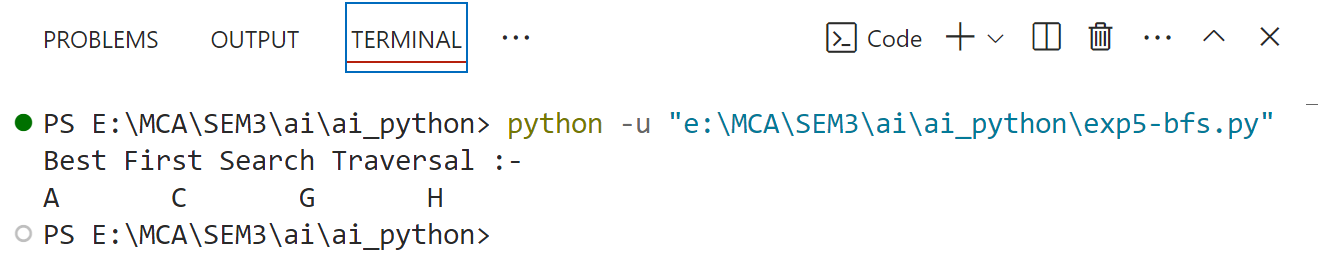 PROBLEMS OUTPUT TERMINAL ··· Code
PS E:\MCA\SEM3\ai\ai_python> python -u "e:\MCA\SEM3\ai\ai_python\exp5-bfs.py"
Best First Search Traversal :-
A C G H
PS E:\MCA\SEM3\ai\ai_python>